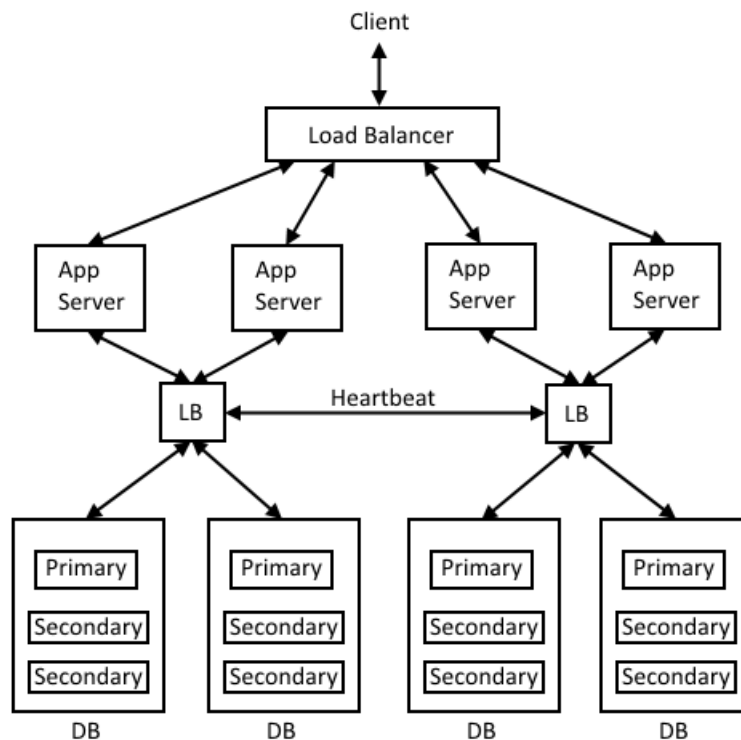 Client
Load Balancer
App
Server
App
Server
App
Server
App
Server
LB
Heartbeat
LB
Primary
Secondary
Secondary
DB
Primary
Secondary
Secondary
DB
Primary
Secondary
Secondary
DB
Primary
Secondary
Secondary
DB